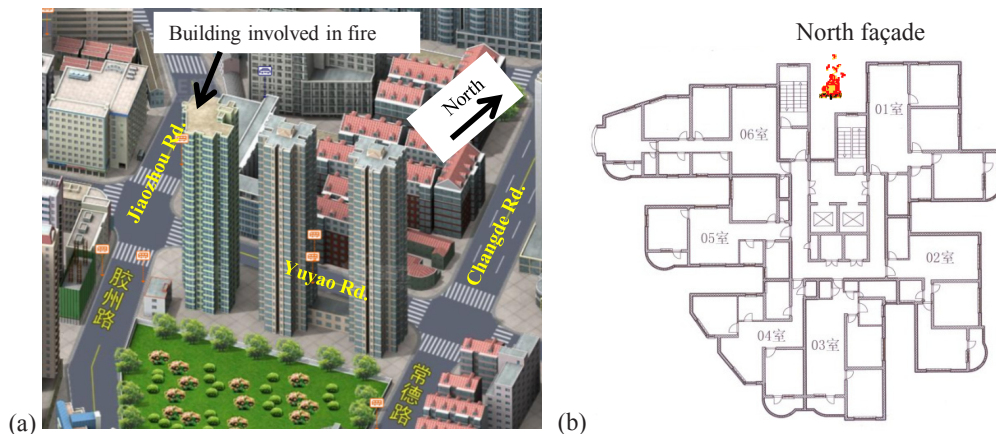 Building involved in fire
North
Jiaozhou Rd.
Yuyao Rd.
Changde Rd.
胶州路
常德路
(a)
North façade
01室
06室
05室
02室
04室
03室
(b)